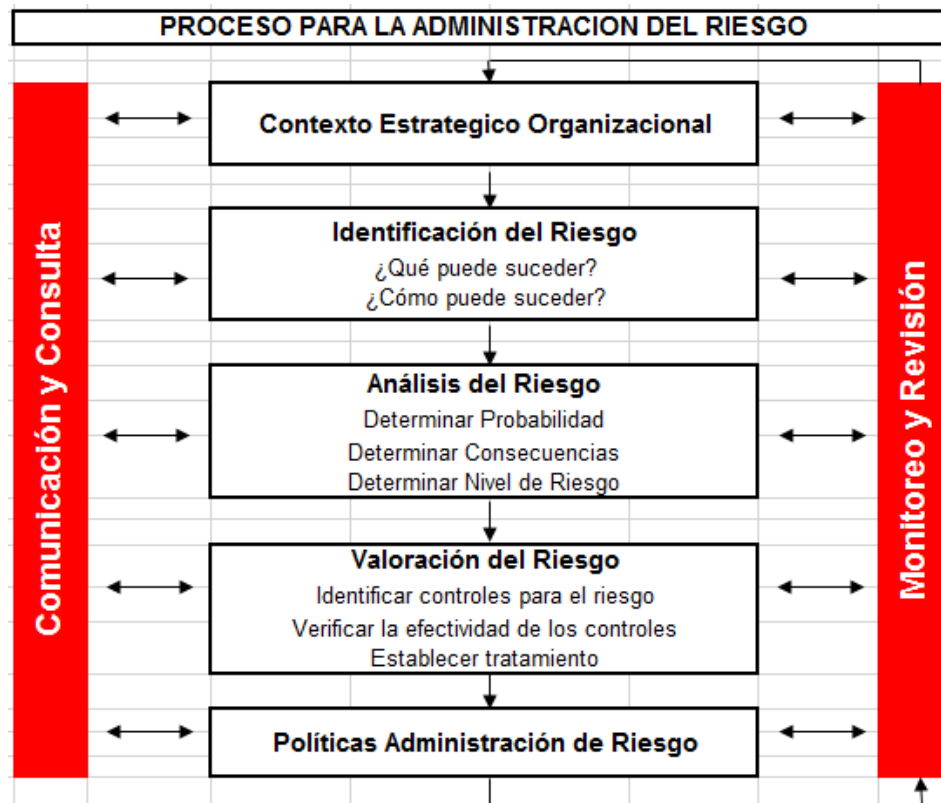 PROCESO PARA LA ADMINISTRACION DEL RIESGO
Comunicación y Consulta
Contexto Estrategico Organizacional
Identificación del Riesgo
¿Qué puede suceder?
¿Cómo puede suceder?
Análisis del Riesgo
Determinar Probabilidad
Determinar Consecuencias
Determinar Nivel de Riesgo
Valoración del Riesgo
Identificar controles para el riesgo
Verificar la efectividad de los controles
Establecer tratamiento
Políticas Administración de Riesgo
Monitoreo y Revisión